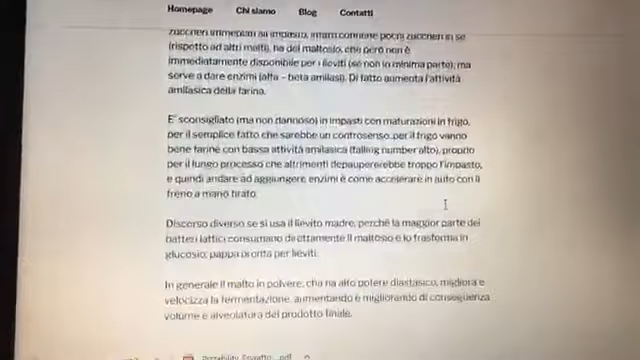 Homepage Chi siamo Blog Contatti
zuccheri immediati su impasto, infatti contiene pochi zuccheri in sé
(rispetto ad altri malti), ha del maltosio, che però non è
immediatamente disponibile per i lieviti (se non in minima parte); ma
serve a dare enzimi (alfa – beta amilasi). Di fatto aumenta l'attività
amilasica della farina.
E' sconsigliato (ma non dannoso) in impasti con maturazioni in frigo,
per il semplice fatto che sarebbe un controsenso: per il frigo vanno
bene farine con bassa attività amilasica (falling number alto), proprio
per il lungo processo che altrimenti depaupererebbe troppo l'impasto,
e quindi andare ad aggiungere enzimi è come accelerare in auto con il
freno a mano tirato.
Discorso diverso se si usa il lievito madre, perché la maggior parte dei
batteri lattici consumano direttamente il maltosio e lo trasforma in
glucosio; pappa pronta per lieviti.
In generale il malto in polvere, cha ha alto potere diastasico, migliora e
velocizza la fermentazione, aumentando e migliorando di conseguenza
volume e alveolatura del prodotto finale.
.pdf